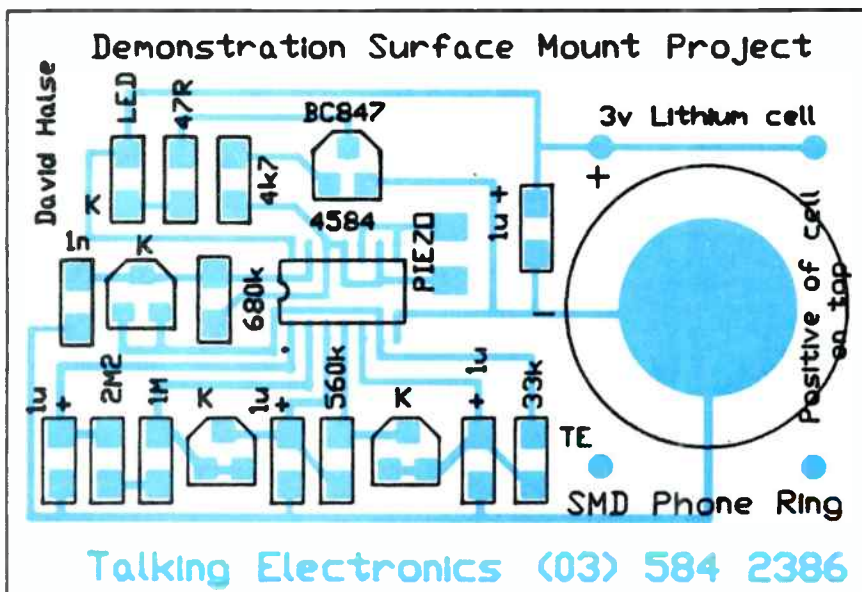 Demonstration Surface Mount Project
David Haise
LED
47R
4k7
BC847
4584
PIEZO
1u +
3v Lithium cell
+
Positive of cell
on top
K
1n
K
680k
-
1u
+
2M2
1M
K
1u
+
560k
K
1u
+
33k
TE
SMD Phone Ring
Talking Electronics (03) 584 2386